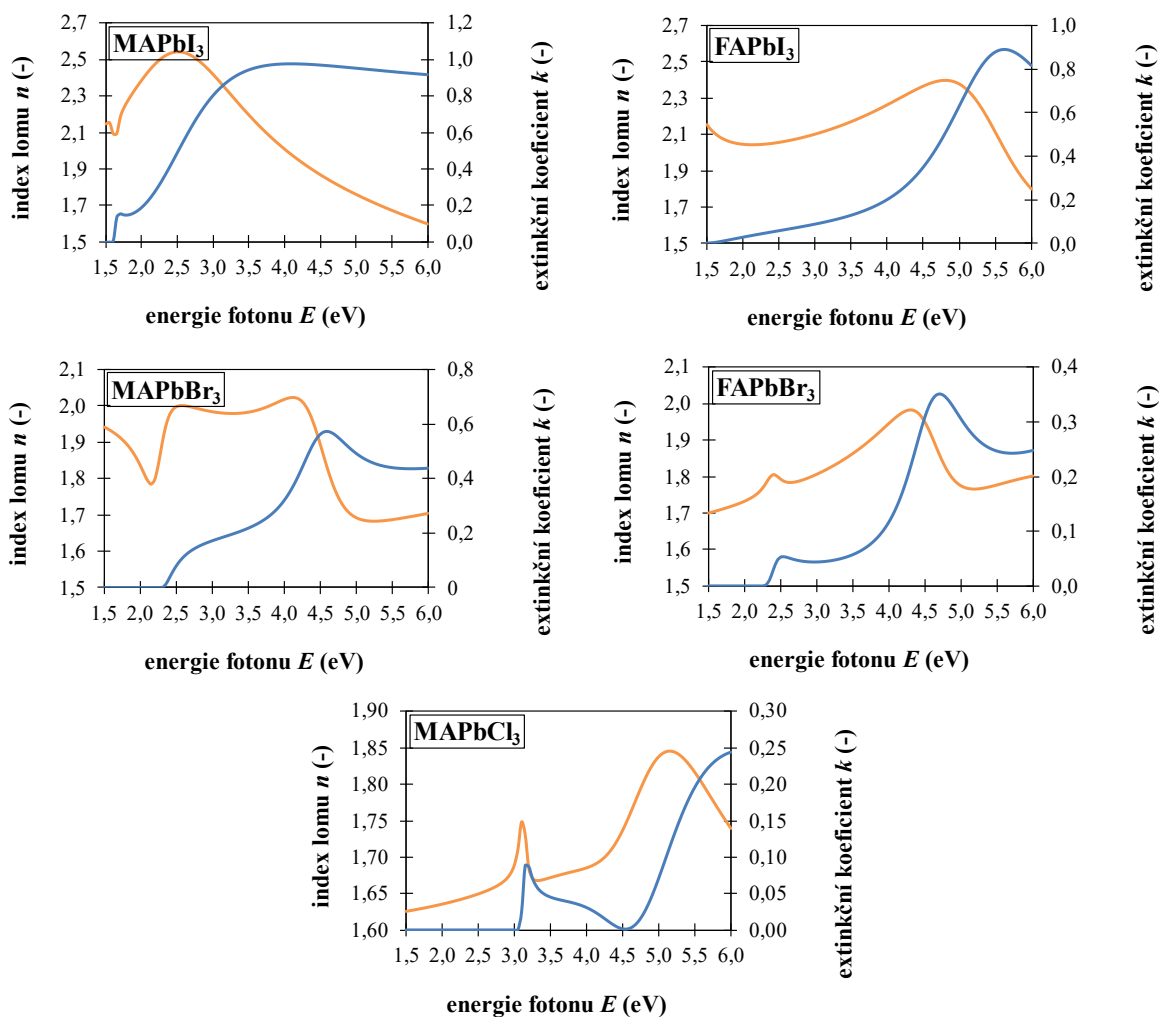 MAPbI₃
index lomu n (-)
2,7
2,5
2,3
2,1
1,9
1,7
1,5
1,2
1,0
0,8
0,6
0,4
0,2
0,0
extinkční koeficient k (-)
1,5 2,0 2,5 3,0 3,5 4,0 4,5 5,0 5,5 6,0
energie fotonu E (eV)
FAPbI₃
index lomu n (-)
2,7
2,5
2,3
2,1
1,9
1,7
1,5
1,0
0,8
0,6
0,4
0,2
0,0
extinkční koeficient k (-)
1,5 2,0 2,5 3,0 3,5 4,0 4,5 5,0 5,5 6,0
energie fotonu E (eV)
MAPbBr₃
index lomu n (-)
2,1
2,0
1,9
1,8
1,7
1,6
1,5
0,8
0,6
0,4
0,2
0
extinkční koeficient k (-)
1,5 2,0 2,5 3,0 3,5 4,0 4,5 5,0 5,5 6,0
energie fotonu E (eV)
FAPbBr₃
index lomu n (-)
2,1
2,0
1,9
1,8
1,7
1,6
1,5
0,4
0,3
0,2
0,1
0,0
extinkční koeficient k (-)
1,5 2,0 2,5 3,0 3,5 4,0 4,5 5,0 5,5 6,0
energie fotonu E (eV)
MAPbCl₃
index lomu n (-)
1,90
1,85
1,80
1,75
1,70
1,65
1,60
0,30
0,25
0,20
0,15
0,10
0,05
0,00
extinkční koeficient k (-)
1,5 2,0 2,5 3,0 3,5 4,0 4,5 5,0 5,5 6,0
energie fotonu E (eV)